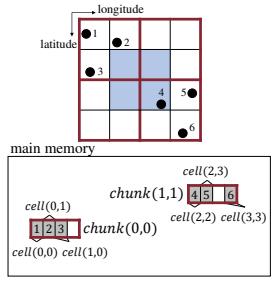 longitude
latitude
1
2
3
4
5
6
main memory
cell(2,3)
chunk(1,1)
4 5 6
cell(0,1)
cell(2,2) cell(3,3)
1 2 3
chunk(0,0)
cell(0,0) cell(1,0)